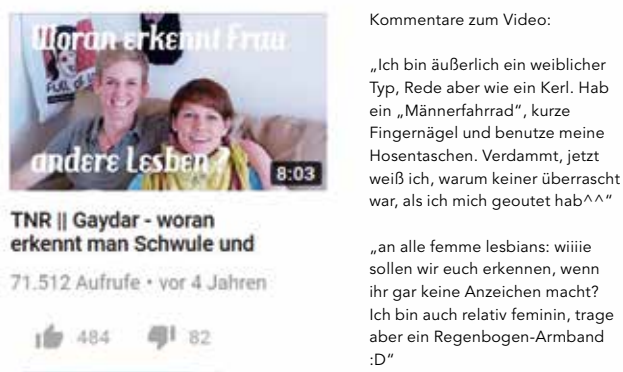 Woran erkennt Frau
FULL of
andere Lesben?
8:03
TNR || Gaydar - woran
erkennt man Schwule und
71.512 Aufrufe • vor 4 Jahren
484 82
Kommentare zum Video:
„Ich bin äußerlich ein weiblicher
Typ, Rede aber wie ein Kerl. Hab
ein „Männerfahrrad“, kurze
Fingernägel und benutze meine
Hosentaschen. Verdammt, jetzt
weiß ich, warum keiner überrascht
war, als ich mich geoutet hab^^“
„an alle femme lesbians: wiiiie
sollen wir euch erkennen, wenn
ihr gar keine Anzeichen macht?
Ich bin auch relativ feminin, trage
aber ein Regenbogen-Armband
:D“